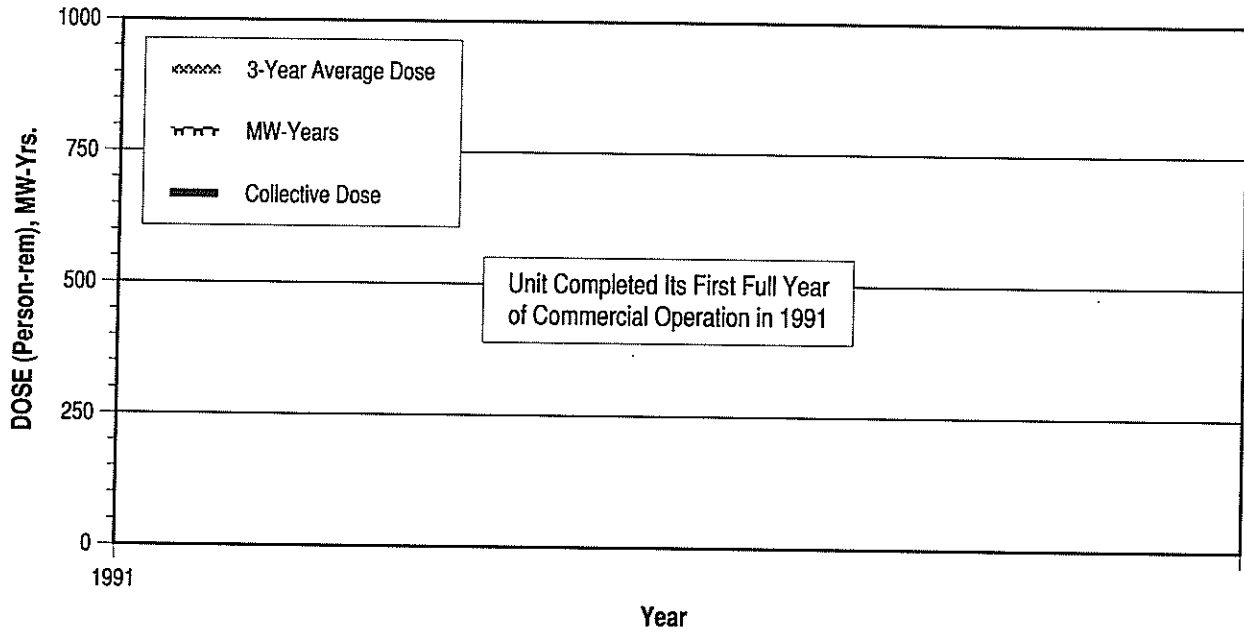 1000
3-Year Average Dose
MW-Years
750
Collective Dose
500
Unit Completed Its First Full Year
of Commercial Operation in 1991
250
0
1991
DOSE (Person-rem), MW-Yrs.
Year